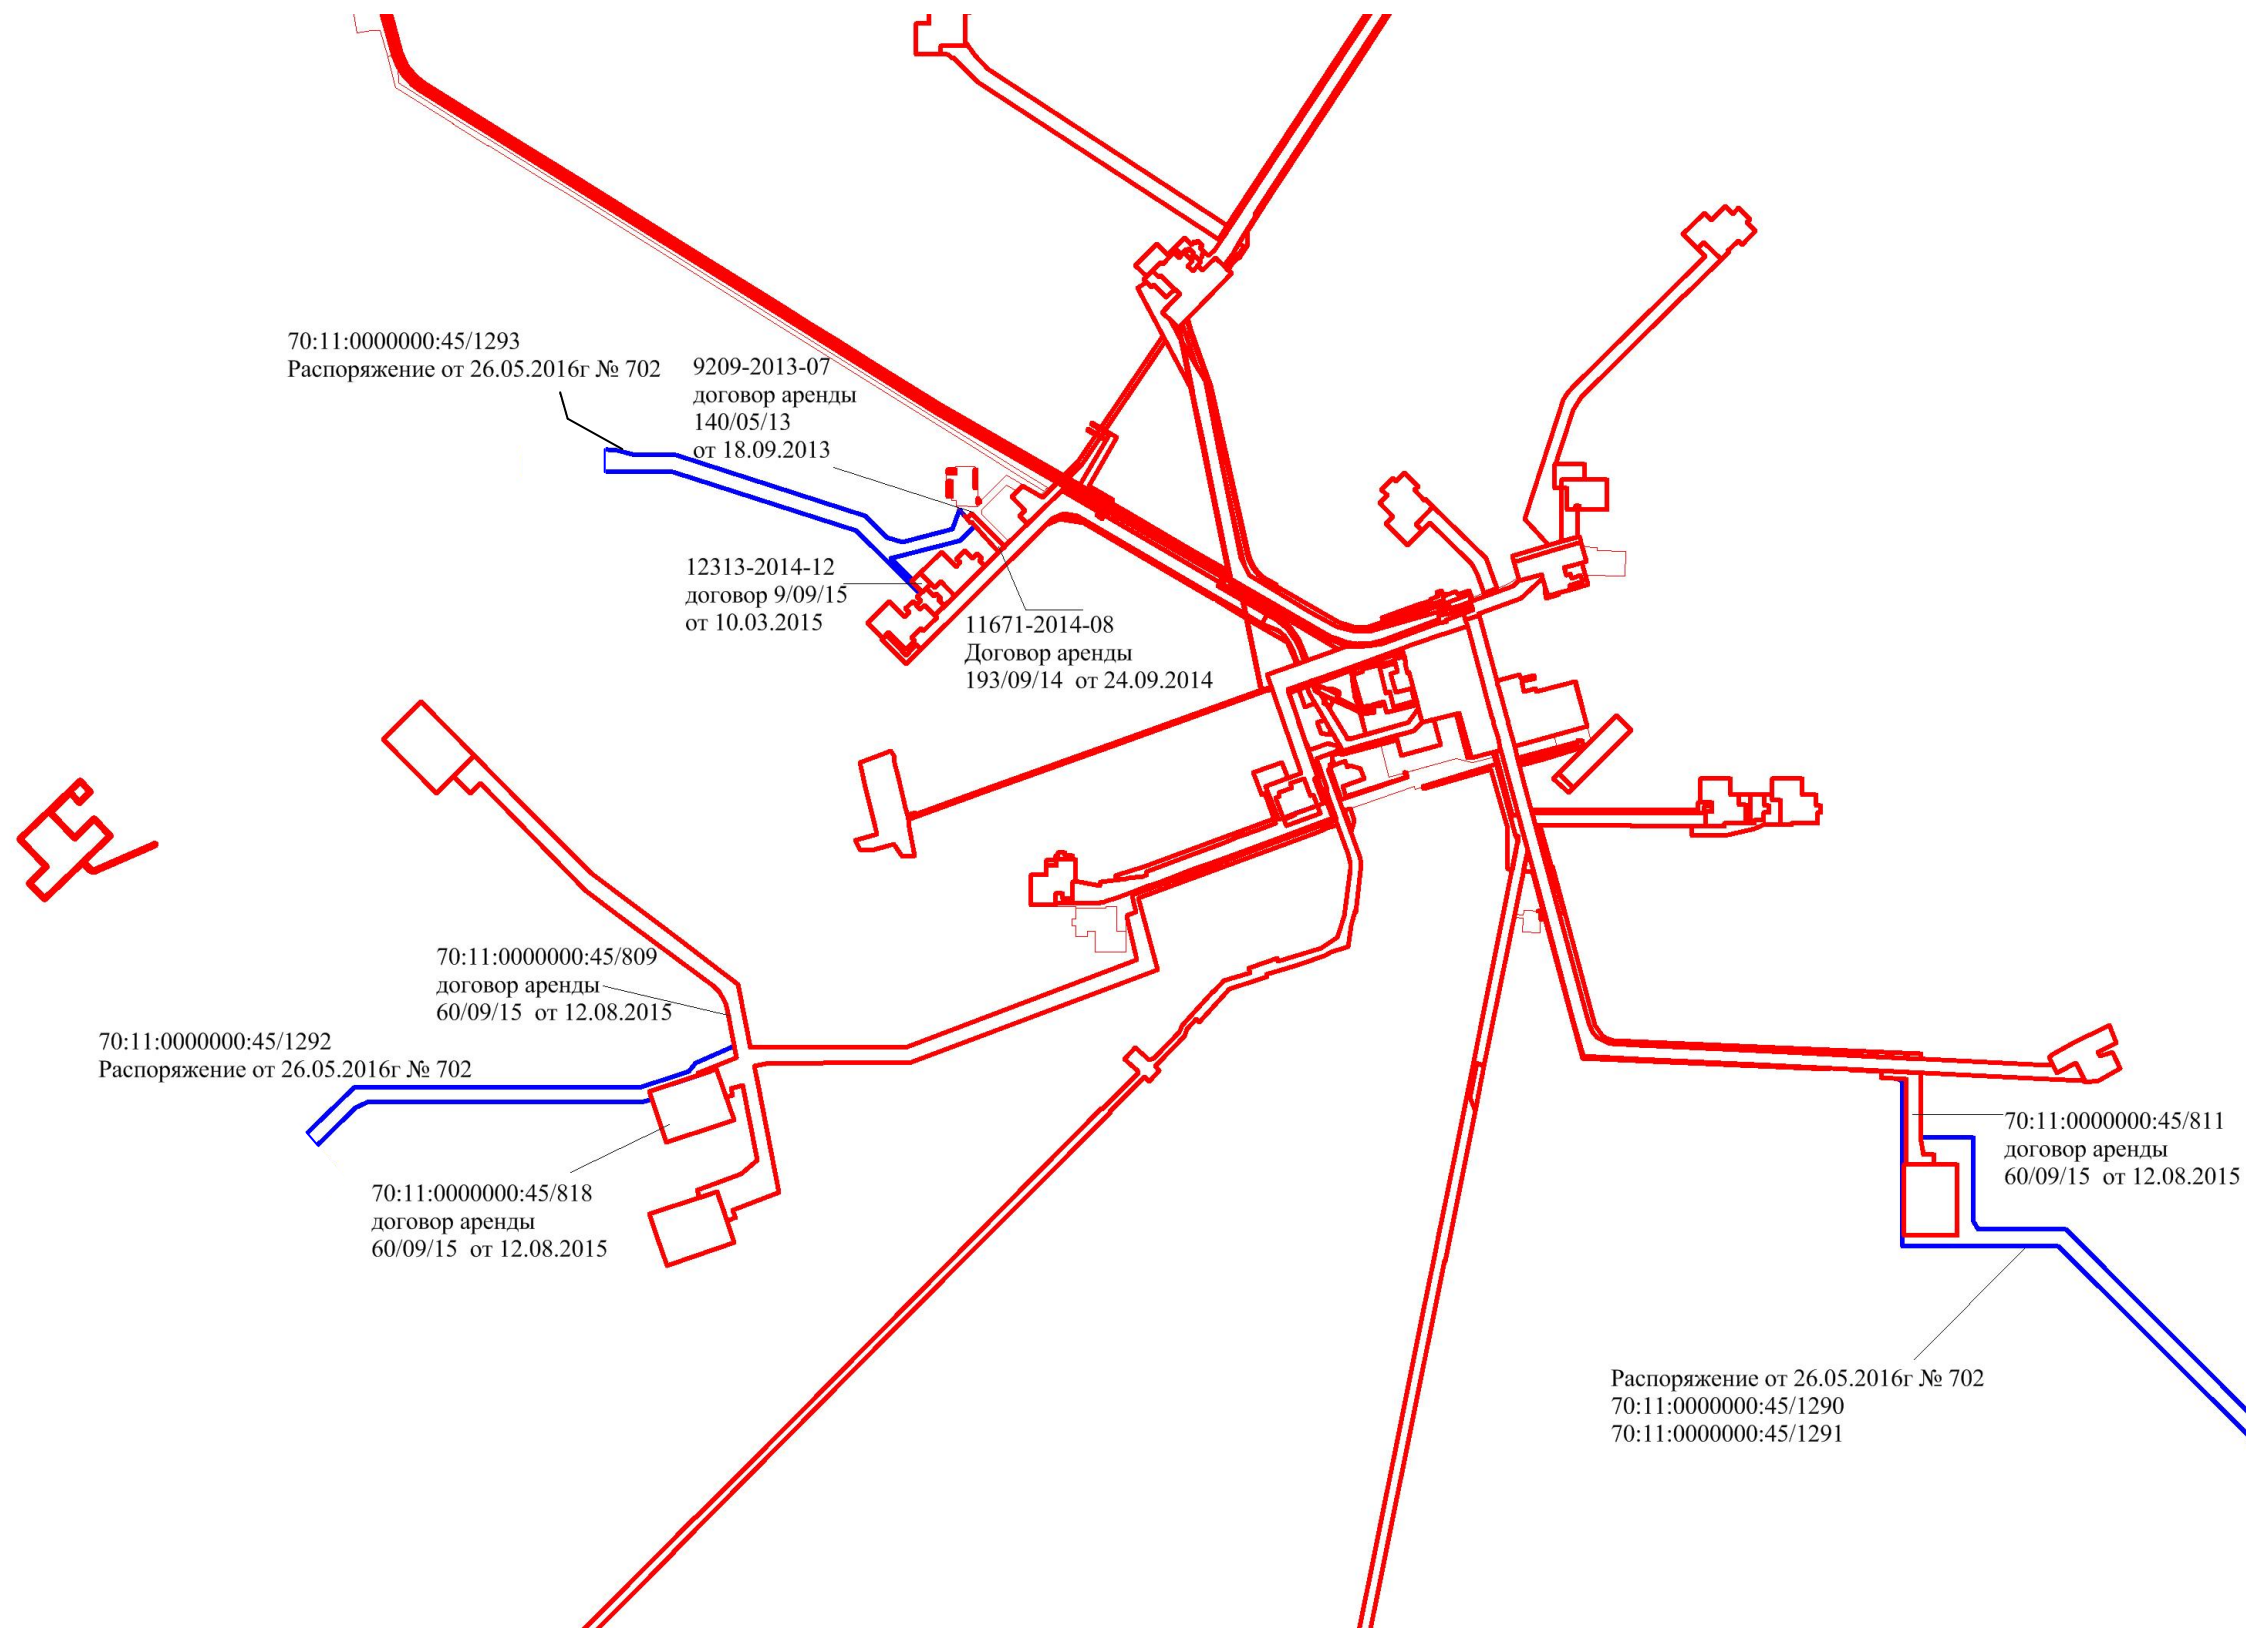 70:11:0000000:45/1293
Распоряжение от 26.05.2016г № 702
9209-2013-07
договор аренды
140/05/13
от 18.09.2013
12313-2014-12
договор 9/09/15
от 10.03.2015
11671-2014-08
Договор аренды
193/09/14 от 24.09.2014
70:11:0000000:45/809
договор аренды
60/09/15 от 12.08.2015
70:11:0000000:45/1292
Распоряжение от 26.05.2016г № 702
70:11:0000000:45/818
договор аренды
60/09/15 от 12.08.2015
70:11:0000000:45/811
договор аренды
60/09/15 от 12.08.2015
Распоряжение от 26.05.2016г № 702
70:11:0000000:45/1290
70:11:0000000:45/1291